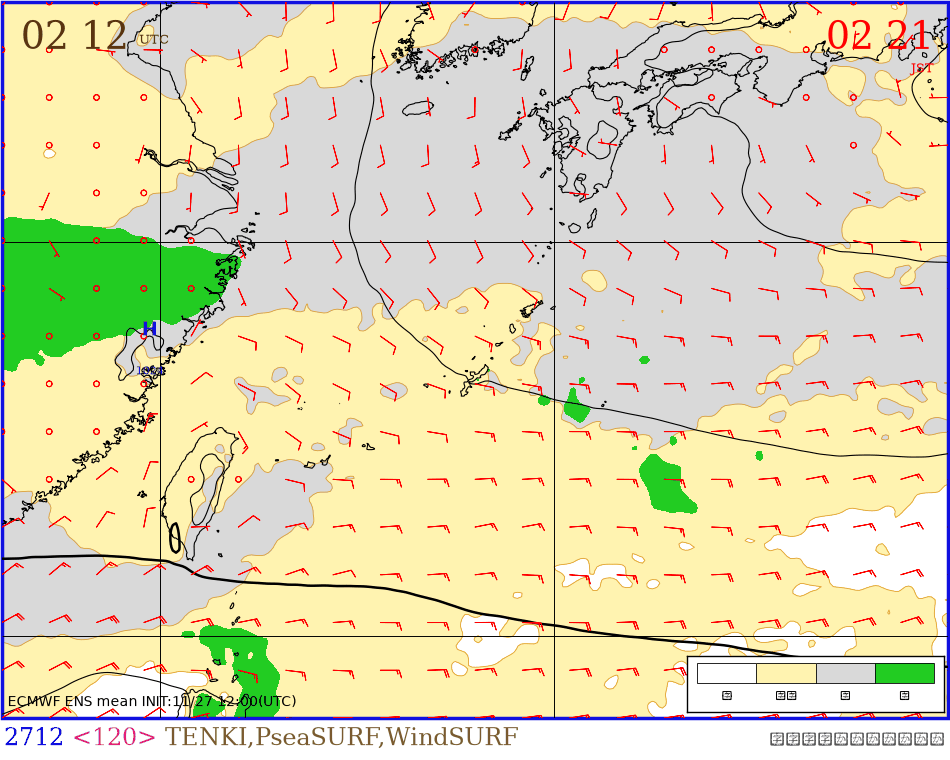 02 12 UTC
02 21
JST
H
ECMWF ENS mean INIT:11/27 12:00(UTC)
2712 <120> TENKI,PseaSURF,WindSURF